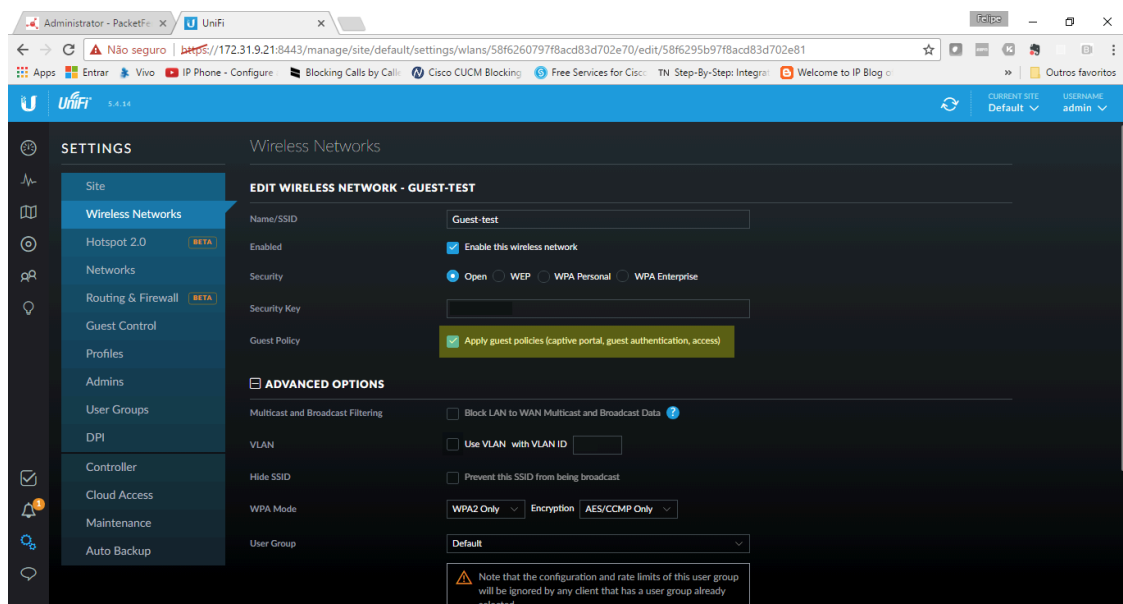 Administrator - PacketFe
UniFi
Felipe
Não seguro https://172.31.9.21:8443/manage/site/default/settings/wlans/58f6260797f8acd83d702e70/edit/58f6295b97f8acd83d702e81
Apps Entrar Vivo IP Phone - Configure Blocking Calls by Calle Cisco CUCM Blocking Free Services for Cisco TN Step-By-Step: Integrat Welcome to IP Blog o » Outros favoritos
UniFi 5.4.14
CURRENT SITE
Default
USERNAME
admin
SETTINGS
Site
Wireless Networks
Hotspot 2.0 BETA
Networks
Routing & Firewall BETA
Guest Control
Profiles
Admins
User Groups
DPI
Controller
Cloud Access
Maintenance
Auto Backup
1
Wireless Networks
EDIT WIRELESS NETWORK - GUEST-TEST
Name/SSID Guest-test
Enabled Enable this wireless network
Security Open WEP WPA Personal WPA Enterprise
Security Key
Guest Policy Apply guest policies (captive portal, guest authentication, access)
ADVANCED OPTIONS
Multicast and Broadcast Filtering Block LAN to WAN Multicast and Broadcast Data ?
VLAN Use VLAN with VLAN ID
Hide SSID Prevent this SSID from being broadcast
WPA Mode WPA2 Only Encryption AES/CCMP Only
User Group Default
Note that the configuration and rate limits of this user group
will be ignored by any client that has a user group already
selected